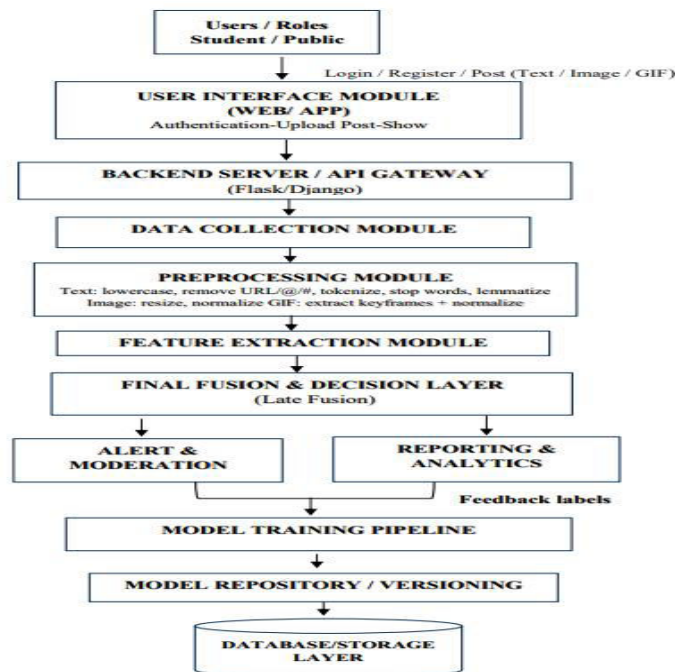 Users / Roles
Student / Public
Login / Register / Post (Text / Image / GIF)
USER INTERFACE MODULE
(WEB/ APP)
Authentication-Upload Post-Show
BACKEND SERVER / API GATEWAY
(Flask/Django)
DATA COLLECTION MODULE
PREPROCESSING MODULE
Text: lowercase, remove URL/@/#, tokenize, stop words, lemmatize
Image: resize, normalize GIF: extract keyframes + normalize
FEATURE EXTRACTION MODULE
FINAL FUSION & DECISION LAYER
(Late Fusion)
ALERT &
MODERATION
REPORTING &
ANALYTICS
Feedback labels
MODEL TRAINING PIPELINE
MODEL REPOSITORY / VERSIONING
DATABASE/STORAGE
LAYER